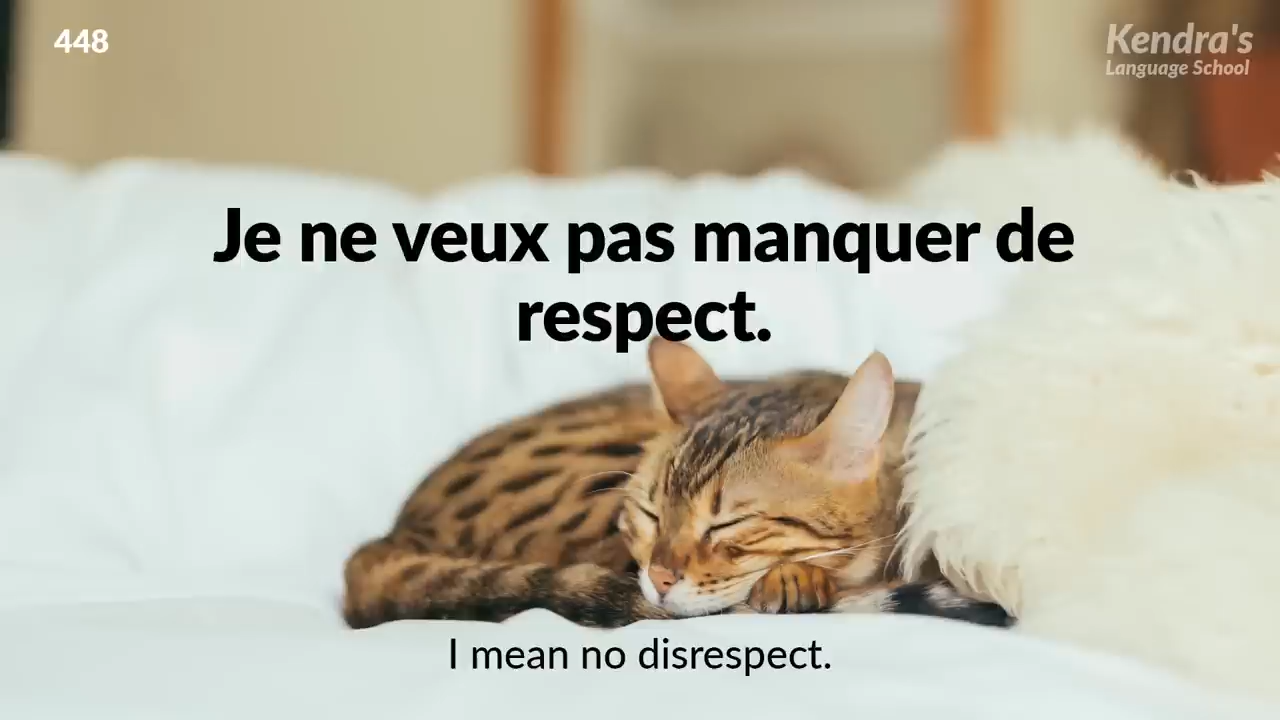 448
Kendra's
Language School
Je ne veux pas manquer de
respect.
I mean no disrespect.